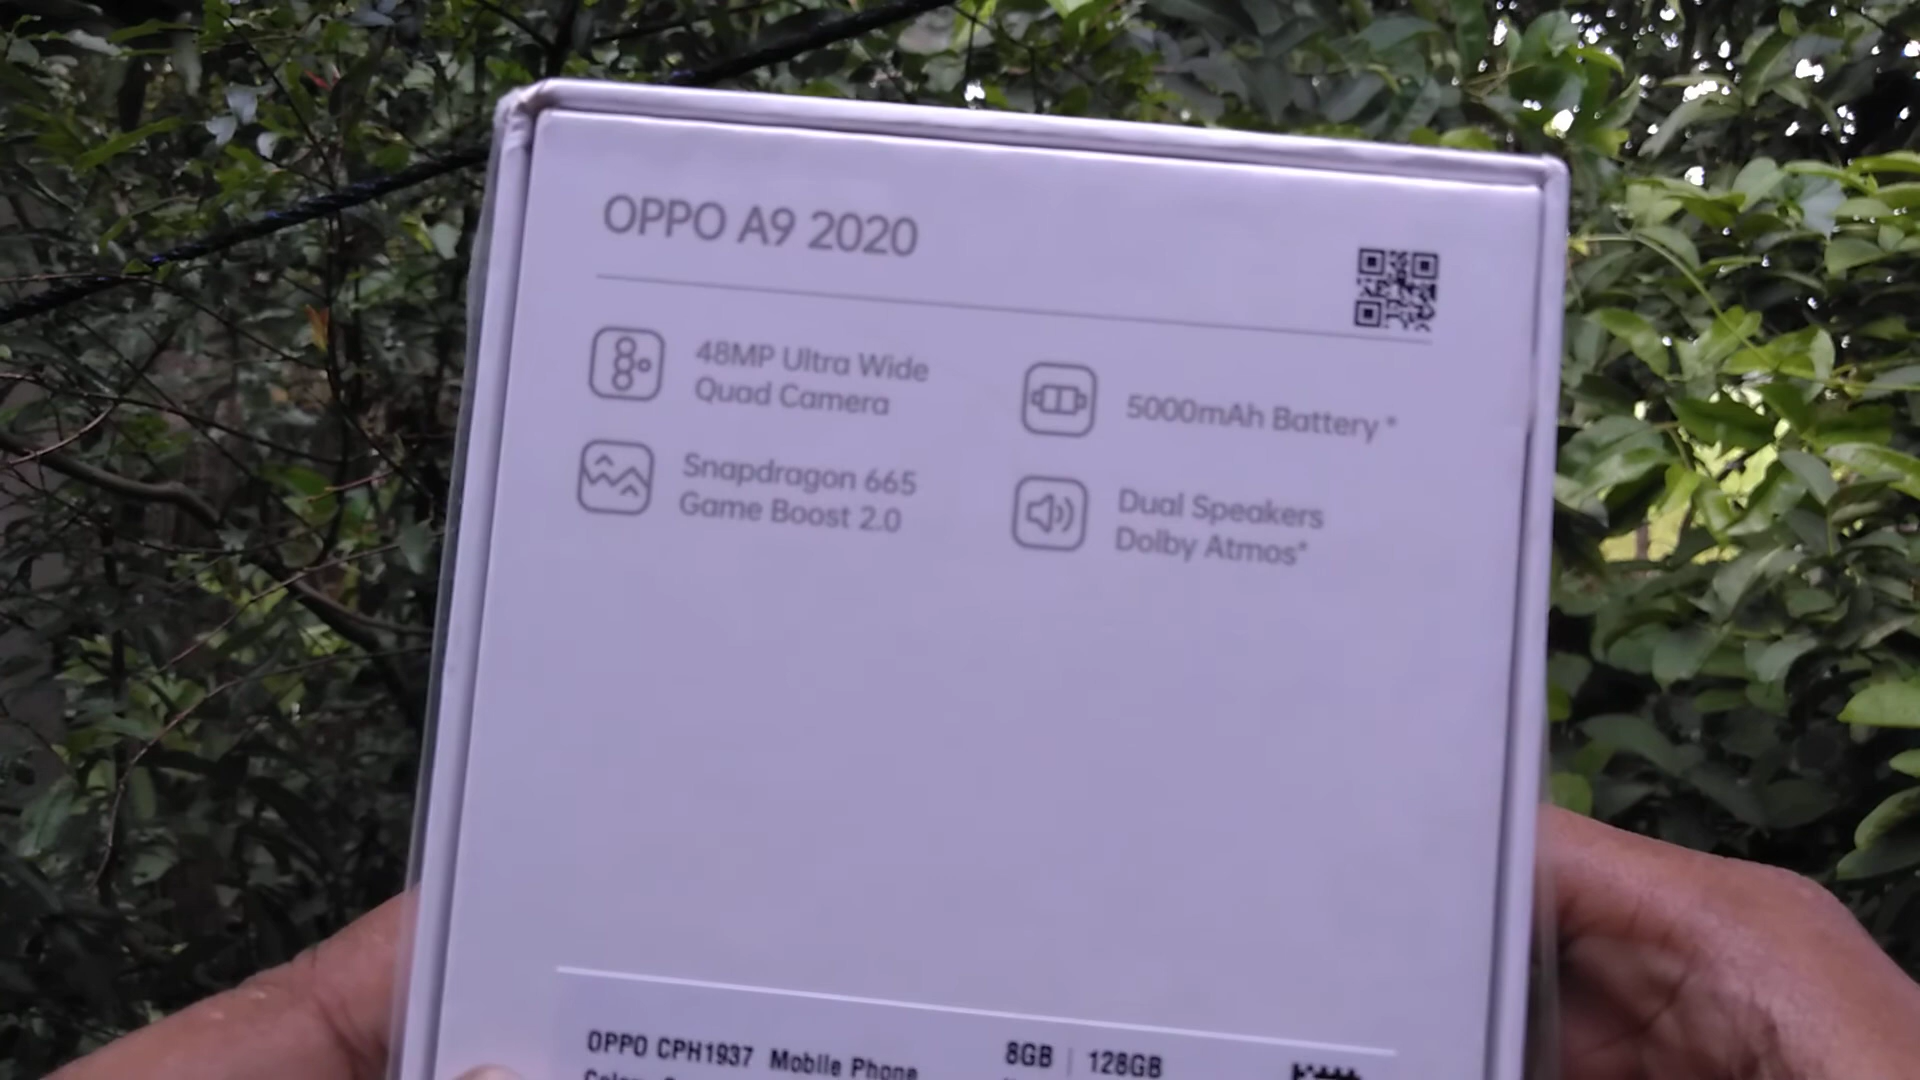 OPPO A9 2020
48MP Ultra Wide
Quad Camera
5000mAh Battery*
Snapdragon 665
Game Boost 2.0
Dual Speakers
Dolby Atmos*
OPPO CPH1937 Mobile Phone
8GB | 128GB